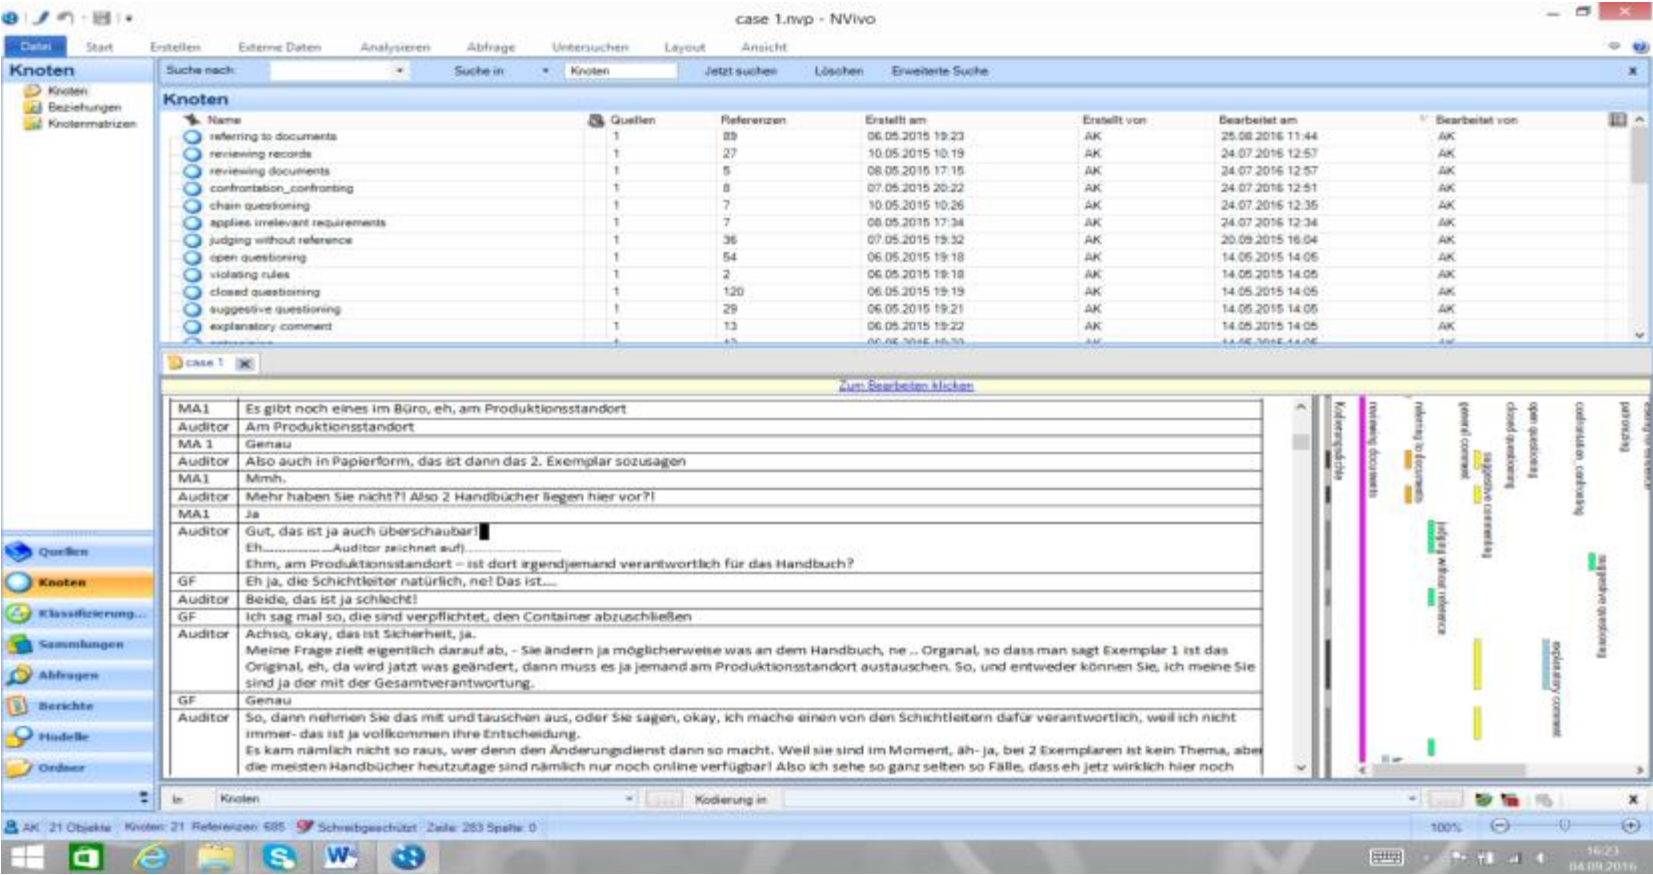 case 1.nvp - NVivo
Datei Start Erstellen Externe Daten Analysieren Abfrage Untersuchen Layout Ansicht
Knoten
Knoten
Beziehungen
Knotenmatrizen
Suche nach Suche in Knoten Jetzt suchen Löschen Erweiterte Suche
Knoten
Name Quellen Referenzen Erstellt am Erstellt von Bearbeitet am Bearbeitet von
referring to documents 1 89 06.05.2015 19:23 AK 25.08.2016 11:44 AK
reviewing records 1 27 10.05.2015 10:19 AK 24.07.2016 12:57 AK
reviewing documents 1 5 08.05.2015 17:15 AK 24.07.2016 12:57 AK
confrontation_confronting 1 8 07.05.2015 20:22 AK 24.07.2016 12:51 AK
chain questioning 1 7 10.05.2015 10:26 AK 24.07.2016 12:35 AK
applies irrelevant requirements 1 7 08.05.2015 17:34 AK 24.07.2016 12:34 AK
judging without reference 1 36 07.05.2015 19:32 AK 20.09.2015 16:04 AK
open questioning 1 54 06.05.2015 19:18 AK 14.05.2015 14:05 AK
violating rules 1 2 06.05.2015 19:18 AK 14.05.2015 14:05 AK
closed questioining 1 120 06.05.2015 19:19 AK 14.05.2015 14:05 AK
suggestive questioning 1 29 06.05.2015 19:21 AK 14.05.2015 14:05 AK
explanatory comment 1 13 06.05.2015 19:22 AK 14.05.2015 14:05 AK
case 1
Zum Bearbeiten klicken
MA1 Es gibt noch eines im Büro, eh, am Produktionsstandort
Auditor Am Produktionsstandort
MA 1 Genau
Auditor Also auch in Papierform, das ist dann das 2. Exemplar sozusagen
MA1 Mmh.
Auditor Mehr haben Sie nicht?! Also 2 Handbücher liegen hier vor?!
MA1 Ja
Auditor Gut, das ist ja auch überschaubar!
Eh..................Auditor zeichnet auf).........................
Ehm, am Produktionsstandort – ist dort irgendjemand verantwortlich für das Handbuch?
GF Eh ja, die Schichtleiter natürlich, ne! Das ist....
Auditor Beide, das ist ja schlecht!
GF Ich sag mal so, die sind verpflichtet, den Container abzuschließen
Auditor Achso, okay, das ist Sicherheit, ja.
Meine Frage zielt eigentlich darauf ab, - Sie ändern ja möglicherweise was an dem Handbuch, ne .. Organal, so dass man sagt Exemplar 1 ist das
Original, eh, da wird jatzt was geändert, dann muss es ja jemand am Produktionsstandort austauschen. So, und entweder können Sie, ich meine Sie
sind ja der mit der Gesamtverantwortung.
GF Genau
Auditor So, dann nehmen Sie das mit und tauschen aus, oder Sie sagen, okay, ich mache einen von den Schichtleitern dafür verantwortlich, weil ich nicht
immer- das ist ja vollkommen ihre Entscheidung.
Es kam nämlich nicht so raus, wer denn den Änderungsdienst dann so macht. Weil sie sind im Moment, äh- ja, bei 2 Exemplaren ist kein Thema, aber
die meisten Handbücher heutzutage sind nämlich nur noch online verfügbar! Also ich sehe so ganz selten so Fälle, dass eh jetz wirklich hier noch
Kodierungsdichte
reviewing documents
referring to documents
judging without reference
general comment
suggestive commenting
closed questioining
open questioning
explanatory comment
confrontation_confronting
suggestive questioning
patronizing
Quellen
Knoten
Klassifizierung...
Sammlungen
Abfragen
Berichte
Modelle
Ordner
In Knoten Kodierung in
AK 21 Objekte Knoten: 21 Referenzen: 605 Schreibgeschützt Zeile: 283 Spalte: 0 100%
16:23
04.09.2016